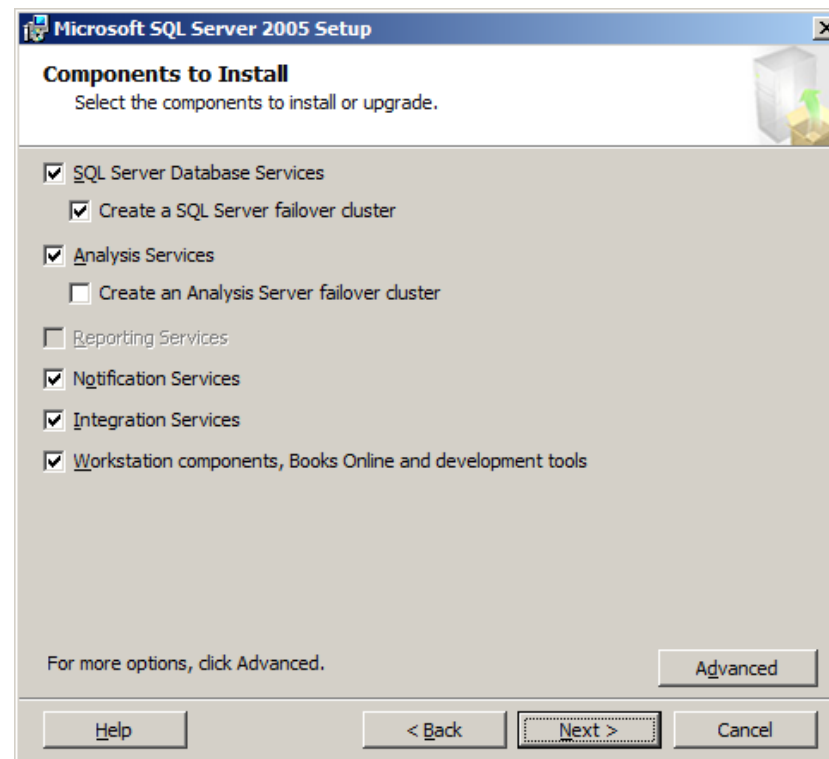 Microsoft SQL Server 2005 Setup
Components to Install
Select the components to install or upgrade.
SQL Server Database Services
Create a SQL Server failover cluster
Analysis Services
Create an Analysis Server failover cluster
Reporting Services
Notification Services
Integration Services
Workstation components, Books Online and development tools
For more options, click Advanced.
Advanced
Help
< Back
Next >
Cancel